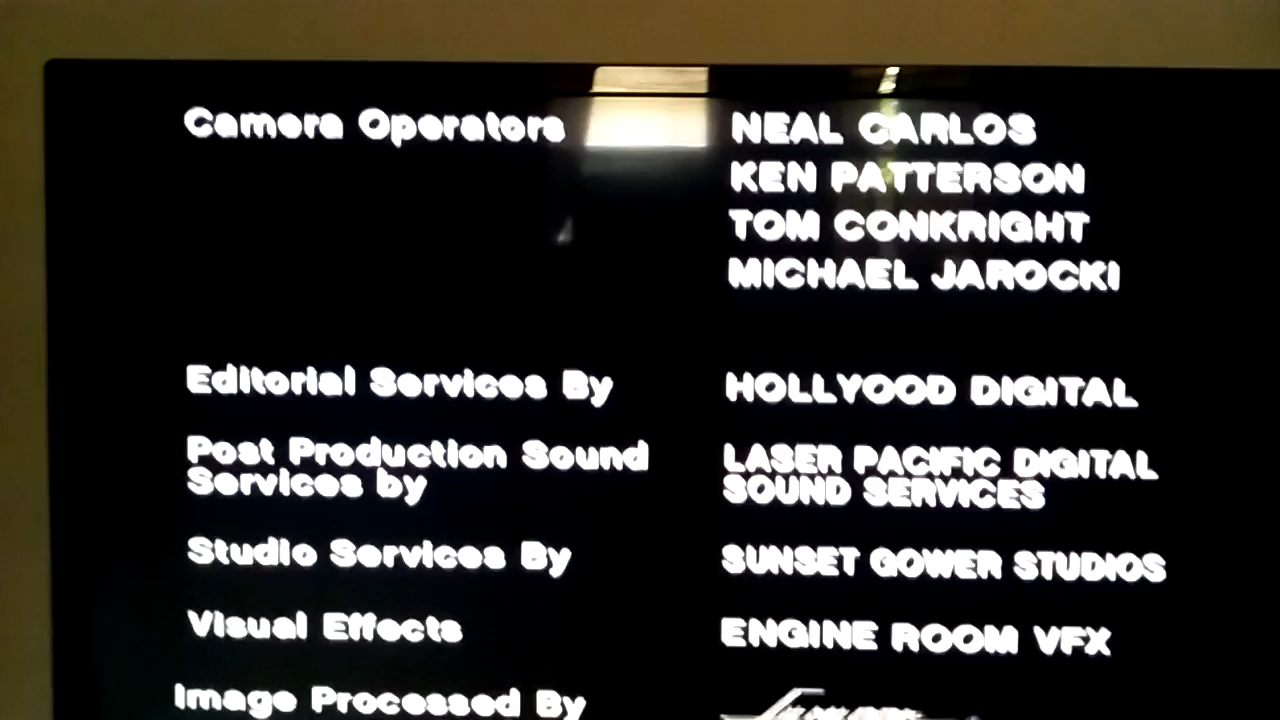 Camera Operators NEAL CARLOS
KEN PATTERSON
TOM CONKRIGHT
MICHAEL JAROCKI
Editorial Services By HOLLYOOD DIGITAL
Post Production Sound LASER PACIFIC DIGITAL
Services by SOUND SERVICES
Studio Services By SUNSET GOWER STUDIOS
Visual Effects ENGINE ROOM VFX
Image Processed By